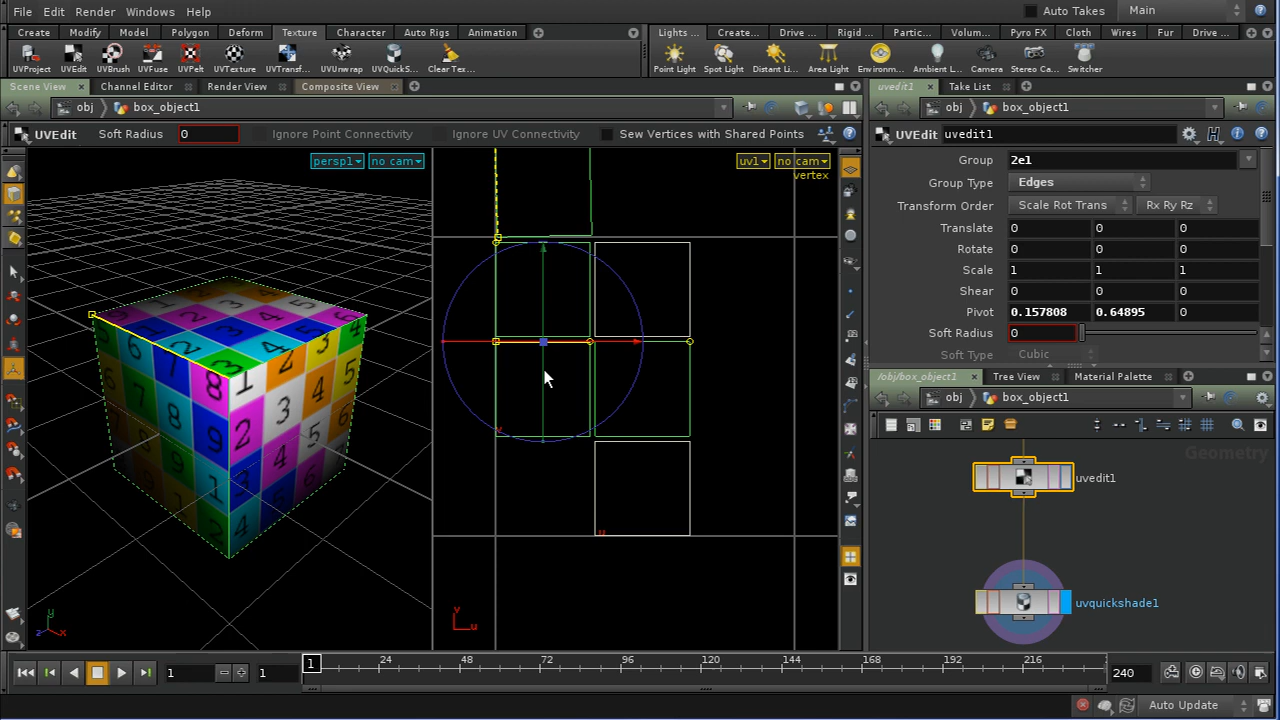 File Edit Render Windows Help
Auto Takes Main
Create Modify Model Polygon Deform Texture Character Auto Rigs Animation
Lights ... Create... Drive ... Rigid ... Partic... Volum... Pyro FX Cloth Wires Fur Drive ...
UVProject UVEdit UVBrush UVFuse UVPelt UVTexture UVTransf... UVUnwrap UVQuickS... Clear Tex...
Point Light Spot Light Distant Li... Area Light Environm... Ambient L... Camera Stereo Ca... Switcher
Scene View Channel Editor Render View Composite View
uvedit1 Take List
obj box_object1
obj box_object1
UVEdit Soft Radius 0 Ignore Point Connectivity Ignore UV Connectivity Sew Vertices with Shared Points
UVEdit uvedit1
persp1 no cam
uv1 no cam
vertex
Group 2e1
Group Type Edges
Transform Order Scale Rot Trans Rx Ry Rz
Translate 0 0 0
Rotate 0 0 0
Scale 1 1 1
Shear 0 0 0
Pivot 0.157808 0.64895 0
Soft Radius 0
Soft Type Cubic
/obj/box_object1 Tree View Material Palette
obj box_object1
Geometry
uvedit1
uvquickshade1
y
z x
v
u
v
u
1 24 48 72 96 120 144 168 192 216
1 1 240
Auto Update